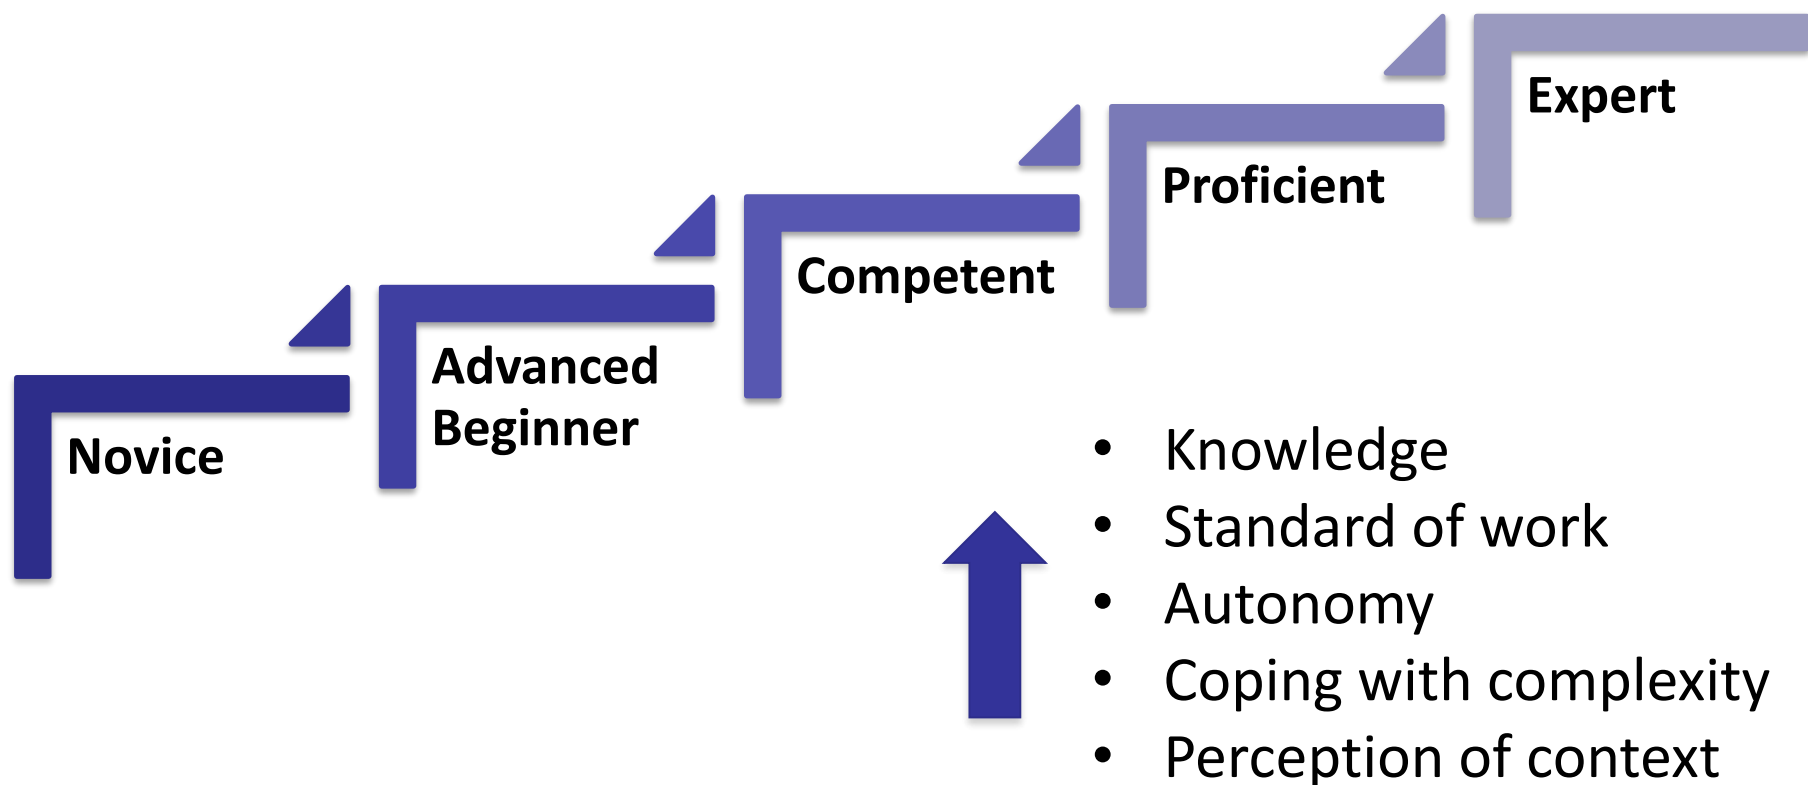 Novice
Advanced
Beginner
Competent
Proficient
Expert
• Knowledge
• Standard of work
• Autonomy
• Coping with complexity
• Perception of context